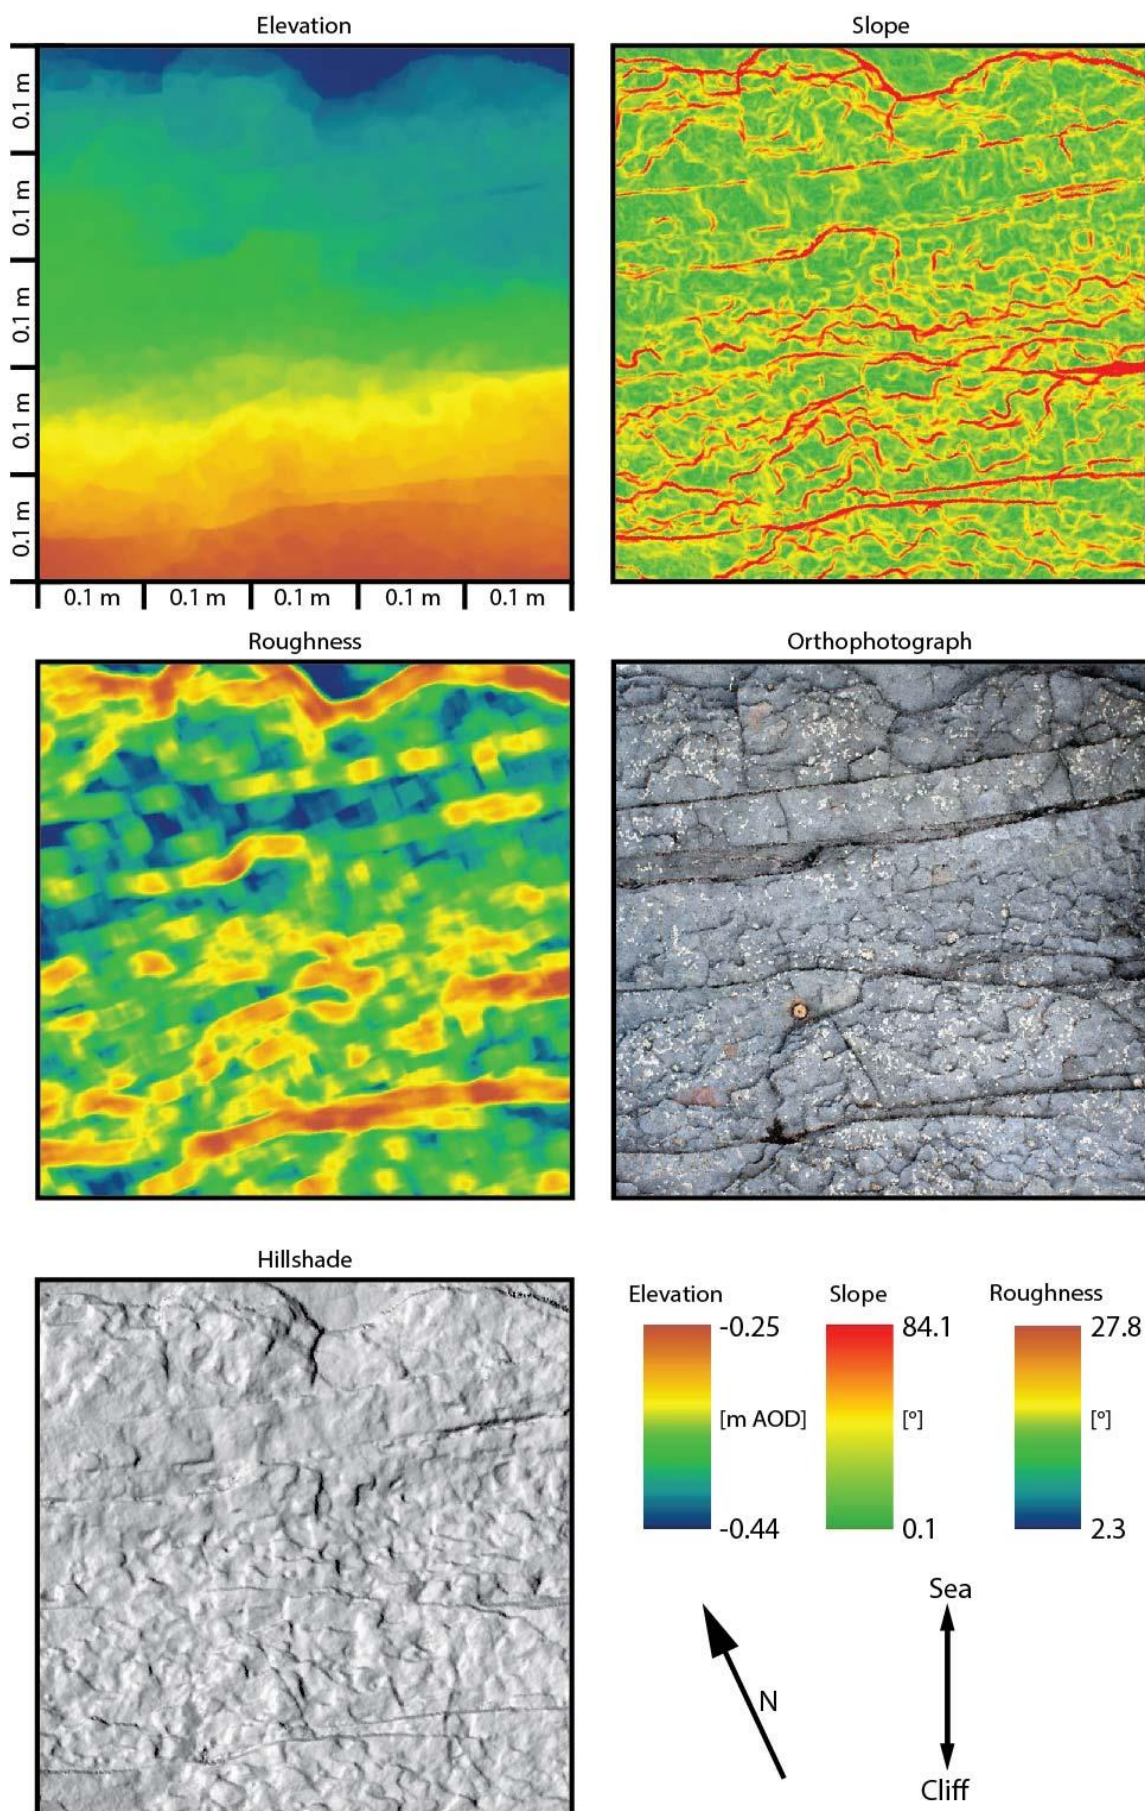 Elevation
Slope
0.1 m
0.1 m
0.1 m
0.1 m
0.1 m
0.1 m
0.1 m
0.1 m
0.1 m
0.1 m
Roughness
Orthophotograph
Hillshade
Elevation
Slope
Roughness
-0.25
84.1
27.8
[m AOD]
[°]
[°]
-0.44
0.1
2.3
Sea
N
Cliff